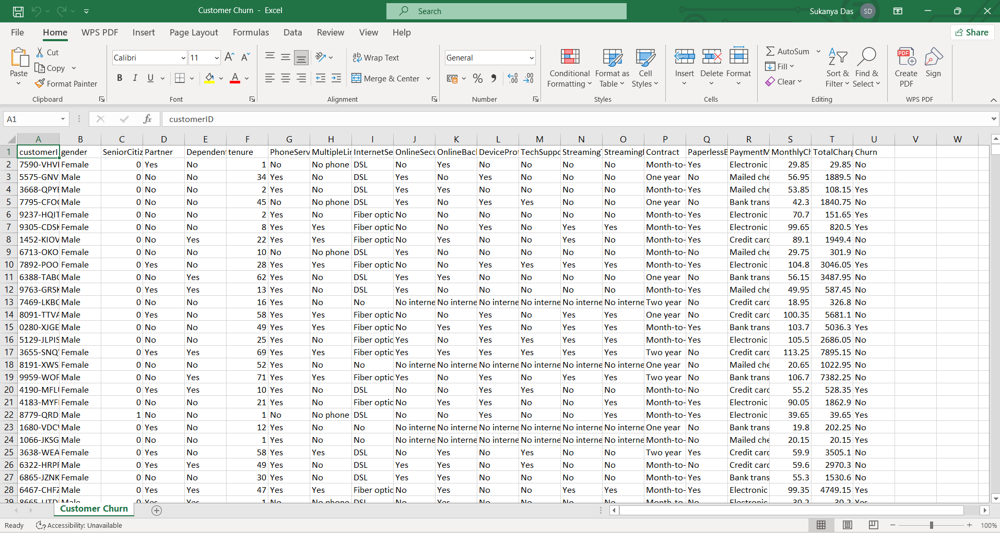 Customer Churn - Excel
Search
Sukanya Das
SD
File Home WPS PDF Insert Page Layout Formulas Data Review View Help
Share
Paste
Cut
Copy
Format Painter
Clipboard
Calibri 11
B I U
Font
Wrap Text
Merge & Center
Alignment
General
Number
Conditional Formatting
Format as Table
Cell Styles
Styles
Insert Delete Format
Cells
AutoSum
Fill
Clear
Sort & Filter
Find & Select
Editing
Create PDF
Sign
WPS PDF
A1 fx customerID
A B C D E F G H I J K L M N O P Q R S T U V W
1 customerI gender SeniorCitiz Partner Dependent tenure PhoneServ MultipleLin InternetSe OnlineSecu OnlineBac DevicePro TechSuppo Streaming Streaming Contract PaperlessB PaymentM MonthlyCh TotalCharg Churn
2 7590-VHV Female 0 Yes No 1 No No phone DSL No Yes No No No No Month-to- Yes Electronic 29.85 29.85 No
3 5575-GNV Male 0 No No 34 Yes No DSL Yes No Yes No No No One year No Mailed che 56.95 1889.5 No
4 3668-QPY Male 0 No No 2 Yes No DSL Yes Yes No No No No Month-to- Yes Mailed che 53.85 108.15 Yes
5 7795-CFO Male 0 No No 45 No No phone DSL Yes No Yes Yes No No One year No Bank trans 42.3 1840.75 No
6 9237-HQIT Female 0 No No 2 Yes No Fiber optic No No No No No No Month-to- Yes Electronic 70.7 151.65 Yes
7 9305-CDSK Female 0 No No 8 Yes Yes Fiber optic No No Yes No Yes Yes Month-to- Yes Electronic 99.65 820.5 Yes
8 1452-KIOV Male 0 No Yes 22 Yes Yes Fiber optic No Yes No No Yes No Month-to- Yes Credit card 89.1 1949.4 No
9 6713-OKO Female 0 No No 10 No No phone DSL Yes No No No No No Month-to- No Mailed che 29.75 301.9 No
10 7892-POO Female 0 Yes No 28 Yes Yes Fiber optic No No Yes Yes Yes Yes Month-to- Yes Electronic 104.8 3046.05 Yes
11 6388-TAB Male 0 No Yes 62 Yes No DSL Yes Yes No No No No One year No Bank trans 56.15 3487.95 No
12 9763-GRSK Male 0 Yes Yes 13 Yes No DSL Yes No No No No No Month-to- Yes Mailed che 49.95 587.45 No
13 7469-LKBC Male 0 No No 16 Yes No No No interne No interne No interne No interne No interne No interne Two year No Credit card 18.95 326.8 No
14 8091-TTVA Male 0 Yes No 58 Yes Yes Fiber optic No No Yes No Yes Yes One year No Credit card 100.35 5681.1 No
15 0280-XJGE Male 0 No No 49 Yes Yes Fiber optic No Yes Yes No Yes Yes Month-to- Yes Bank trans 103.7 5036.3 Yes
16 5129-JLPIS Male 0 No No 25 Yes No Fiber optic Yes No Yes Yes Yes Yes Month-to- Yes Electronic 105.5 2686.05 No
17 3655-SNQ Female 0 Yes Yes 69 Yes Yes Fiber optic Yes Yes Yes Yes Yes Yes Two year No Credit card 113.25 7895.15 No
18 8191-XWS Female 0 No No 52 Yes No No No interne No interne No interne No interne No interne No interne One year No Mailed che 20.65 1022.95 No
19 9959-WOF Male 0 No Yes 71 Yes Yes Fiber optic Yes No Yes No Yes Yes Two year No Bank trans 106.7 7382.25 No
20 4190-MFLU Female 0 Yes Yes 10 Yes No DSL No No Yes Yes No No Month-to- No Credit card 55.2 528.35 Yes
21 4183-MYF Female 0 No No 21 Yes No Fiber optic No Yes Yes No No Yes Month-to- Yes Electronic 90.05 1862.9 No
22 8779-QRD Male 1 No No 1 No No phone DSL No No Yes No No Yes Month-to- Yes Electronic 39.65 39.65 Yes
23 1680-VDC Male 0 Yes No 12 Yes No No No interne No interne No interne No interne No interne No interne One year No Bank trans 19.8 202.25 No
24 1066-JKSG Male 0 No No 1 Yes No No No interne No interne No interne No interne No interne No interne Month-to- No Mailed che 20.15 20.15 Yes
25 3638-WEA Female 0 Yes No 58 Yes Yes DSL No Yes No Yes No No Two year Yes Credit card 59.9 3505.1 No
26 6322-HRP Male 0 Yes Yes 49 Yes No DSL Yes Yes No Yes No No Month-to- No Credit card 59.6 2970.3 No
27 6865-JZNK Female 0 No No 30 Yes No DSL Yes Yes No No No No Month-to- Yes Bank trans 55.3 1530.6 No
28 6467-CHFZ Male 0 Yes Yes 47 Yes Yes Fiber optic No Yes No No Yes Yes Month-to- Yes Electronic 99.35 4749.15 Yes
29 Male 0 Yes Yes 1 No No phone DSL No Yes No No No No Month-to- No Electronic 30.2 30.2 Yes
Customer Churn
Ready
Accessibility: Unavailable
100%